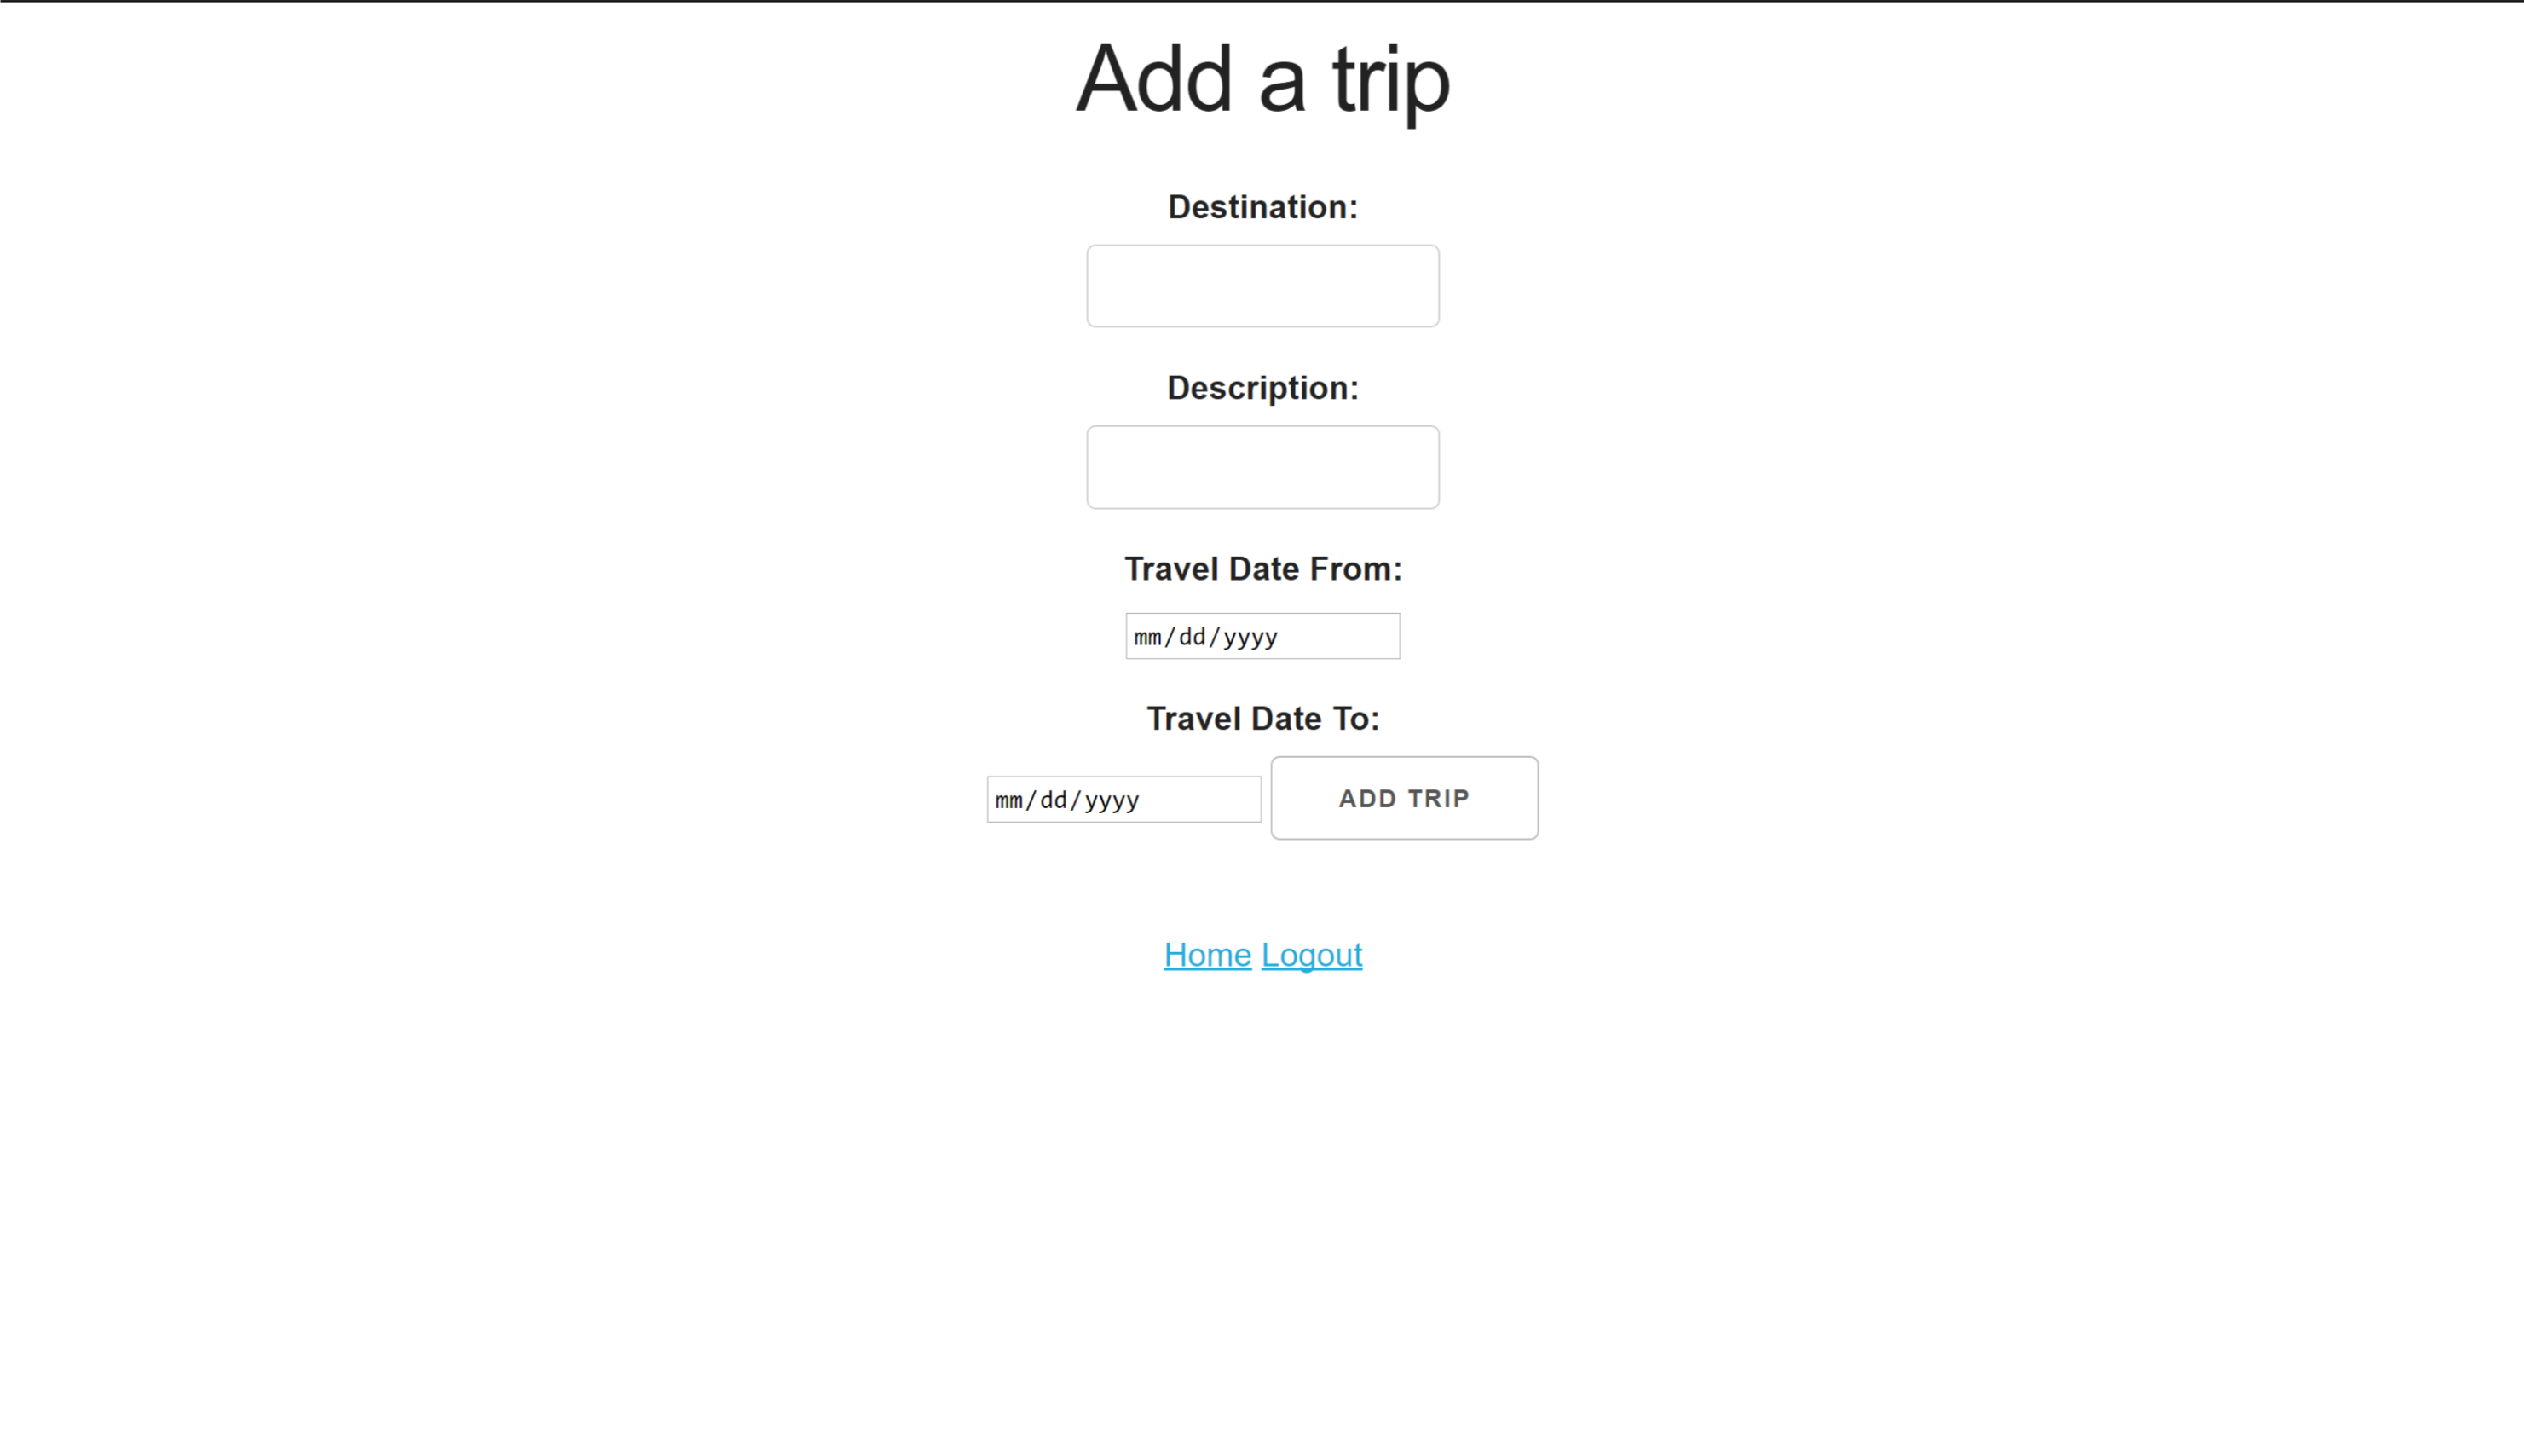 Add a trip
Destination:
Description:
Travel Date From:
mm/dd/yyyy
Travel Date To:
mm/dd/yyyy ADD TRIP
Home Logout